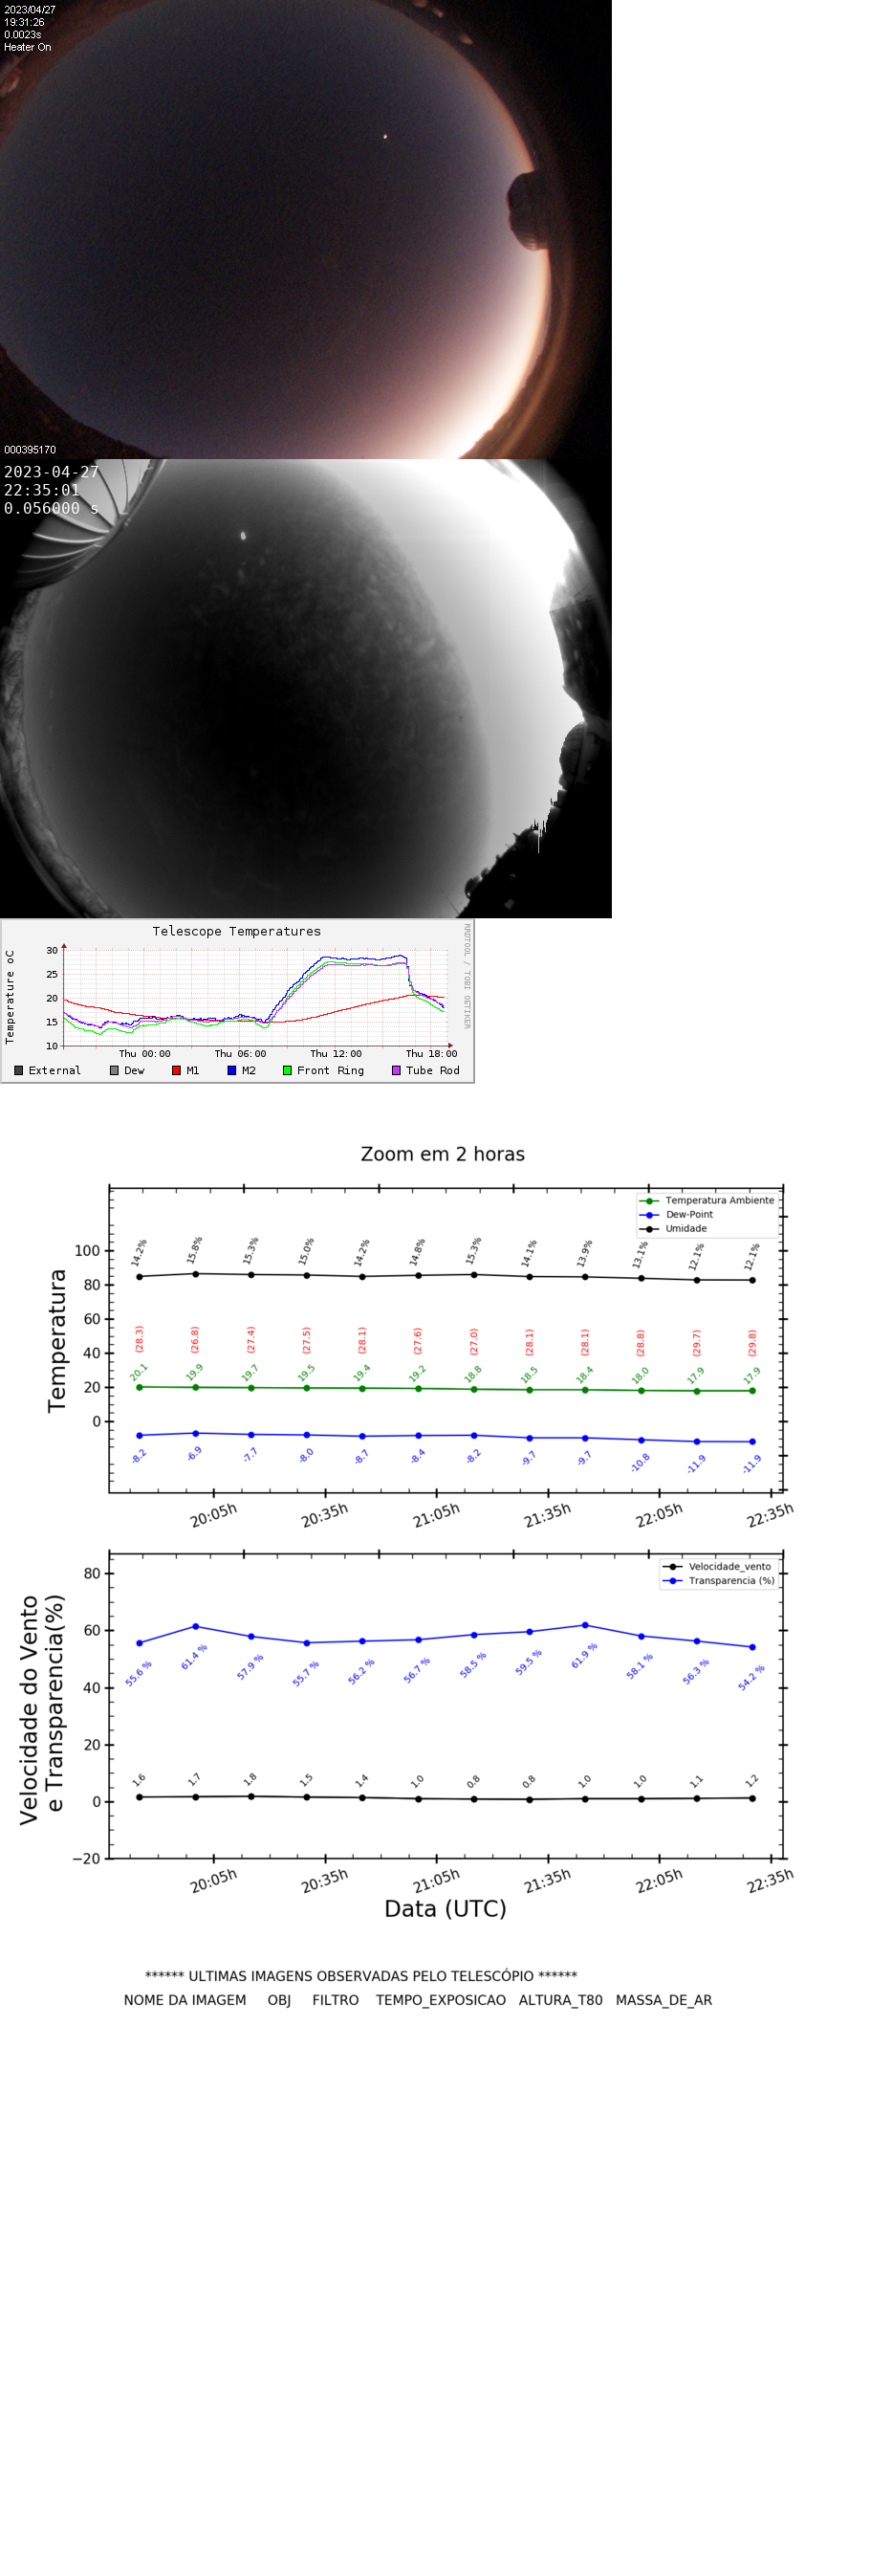 2023/04/27
19:31:26
0.0023s
Heater On
000395170
2023-04-27
22:35:01
0.056000 s
Telescope Temperatures
RRDTOOL / TOBI OETIKER
Temperature oC
30
25
20
15
10
Thu 00:00 Thu 06:00 Thu 12:00 Thu 18:00
External Dew M1 M2 Front Ring Tube Rod
Zoom em 2 horas
Temperatura Ambiente
Dew-Point
Umidade
Temperatura
100
80
60
40
20
0
14.2% 15.8% 15.3% 15.0% 14.2% 14.8% 15.3% 14.1% 13.9% 13.1% 12.1% 12.1%
(28.3) (26.8) (27.4) (27.5) (28.1) (27.6) (27.0) (28.1) (28.1) (28.8) (29.7) (29.8)
20.1 19.9 19.7 19.5 19.4 19.2 18.8 18.5 18.4 18.0 17.9 17.9
-8.2 -6.9 -7.7 -8.0 -8.7 -8.4 -8.2 -9.7 -9.7 -10.8 -11.9 -11.9
20:05h 20:35h 21:05h 21:35h 22:05h 22:35h
Velocidade_vento
Transparencia (%)
Velocidade do Vento
e Transparencia(%)
80
60
40
20
0
−20
55.6 % 61.4 % 57.9 % 55.7 % 56.2 % 56.7 % 58.5 % 59.5 % 61.9 % 58.1 % 56.3 % 54.2 %
1.6 1.7 1.8 1.5 1.4 1.0 0.8 0.8 1.0 1.0 1.1 1.2
20:05h 20:35h 21:05h 21:35h 22:05h 22:35h
Data (UTC)
****** ULTIMAS IMAGENS OBSERVADAS PELO TELESCÓPIO ******
NOME DA IMAGEM OBJ FILTRO TEMPO_EXPOSICAO ALTURA_T80 MASSA_DE_AR